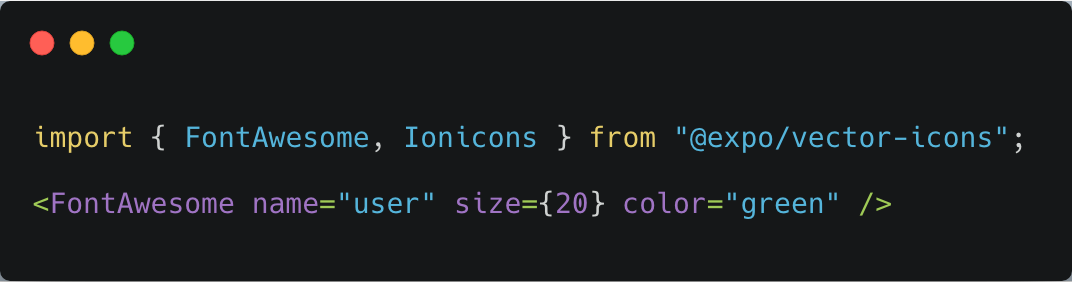 import { FontAwesome, Ionicons } from "@expo/vector-icons";
<FontAwesome name="user" size={20} color="green" />